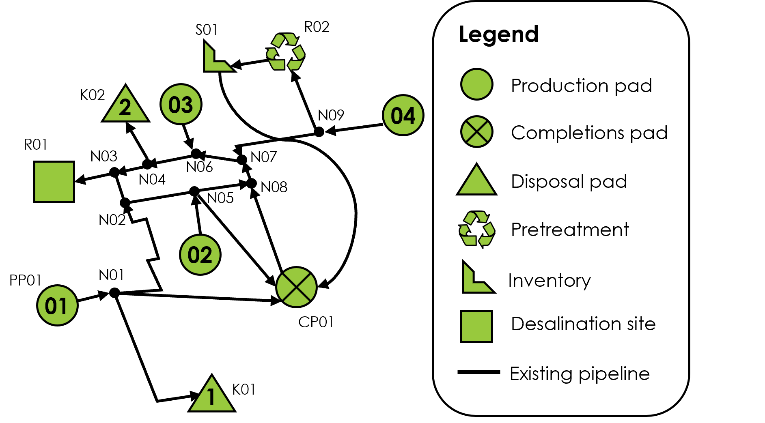 S01
R02
Legend
K02
2
03
04
Production pad
N09
Completions pad
R01
N03
N04
N06
N07
N08
Disposal pad
N02
N05
Pretreatment
02
PP01
N01
01
Inventory
CP01
Desalination site
1
K01
Existing pipeline